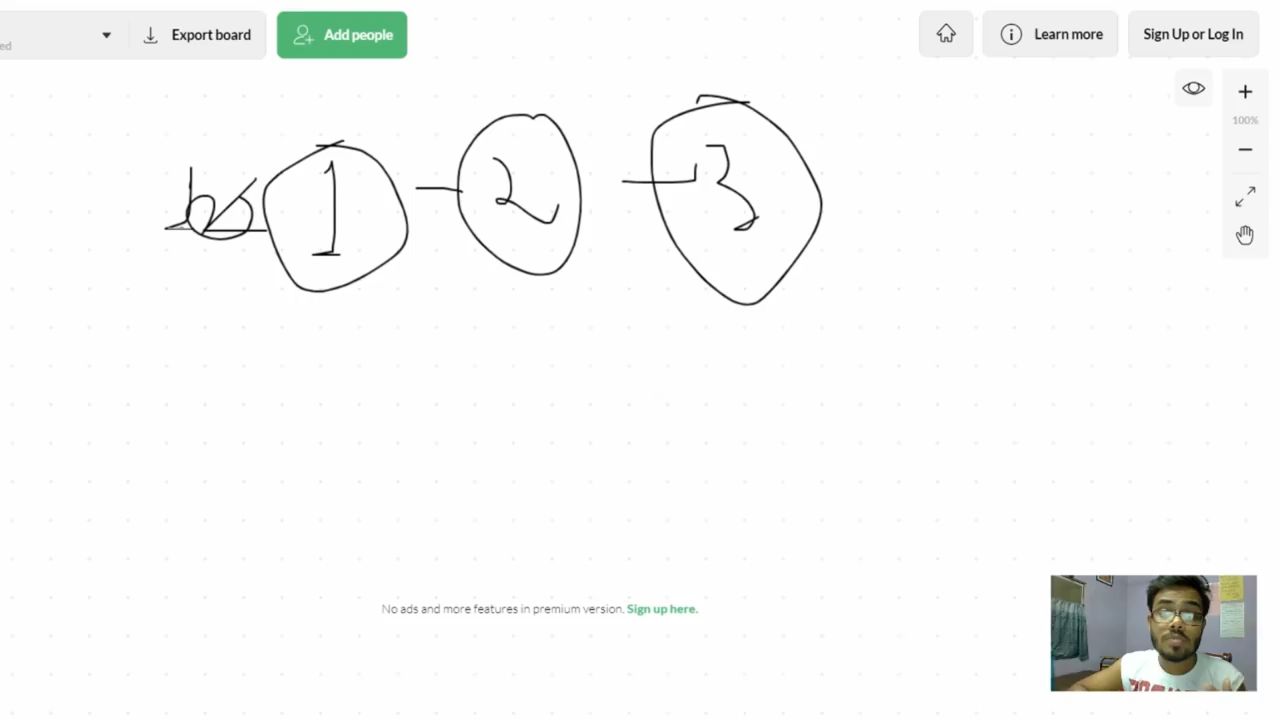 ed
Export board
Add people
Learn more
Sign Up or Log In
100%
1 2 3
No ads and more features in premium version. Sign up here.